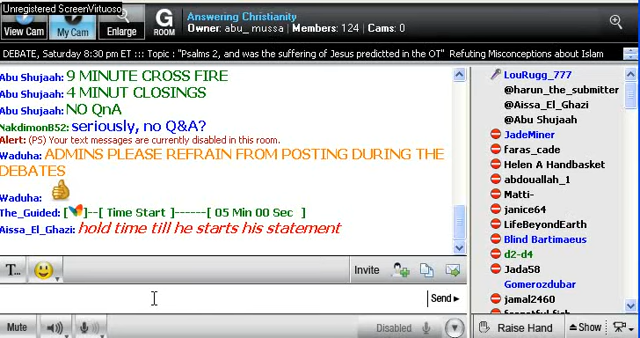 Unregistered ScreenVirtuoso
View Cam
My Cam
Enlarge
G
ROOM
Answering Christianity
Owner: abu_ mussa | Members: 124 | Cams: 0
DEBATE, Saturday 8:30 pm ET ::: Topic : "Psalms 2, and was the suffering of Jesus predictted in the OT" Refuting Misconceptions about Islam
Abu Shujaah: 9 MINUTE CROSS FIRE
Abu Shujaah: 4 MINUT CLOSINGS
Abu Shujaah: NO QnA
NakdimonB52: seriously, no Q&A?
Alert: (PS) Your text messages are currently disabled in this room.
Waduha: ADMINS PLEASE REFRAIN FROM POSTING DURING THE
DEBATES
Waduha:
The_Guided: [ ]--[ Time Start ]------[ 05 Min 00 Sec ]
Aissa_El_Ghazi: hold time till he starts his statement
T...
Invite
Send
Mute
Disabled
LouRugg_777
@harun_the_submitter
@Aissa_El_Ghazi
@Abu Shujaah
JadeMiner
faras_cade
Helen A Handbasket
abdouallah_1
Matti-
janice64
LifeBeyondEarth
Blind Bartimaeus
d2-d4
Jada58
Gomerozdubar
jamal2460
Raise Hand
Show